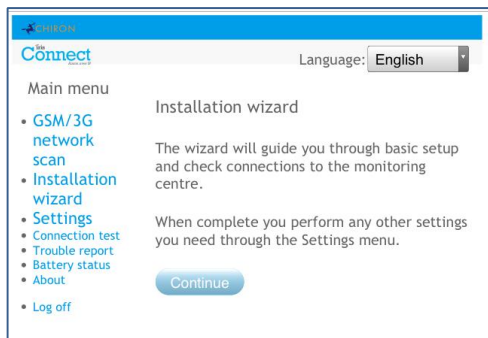 CHIRON
Iris
Connect
Language: English
Main menu
• GSM/3G
network
scan
• Installation
wizard
• Settings
• Connection test
• Trouble report
• Battery status
• About
• Log off
Installation wizard
The wizard will guide you through basic setup
and check connections to the monitoring
centre.
When complete you perform any other settings
you need through the Settings menu.
Continue